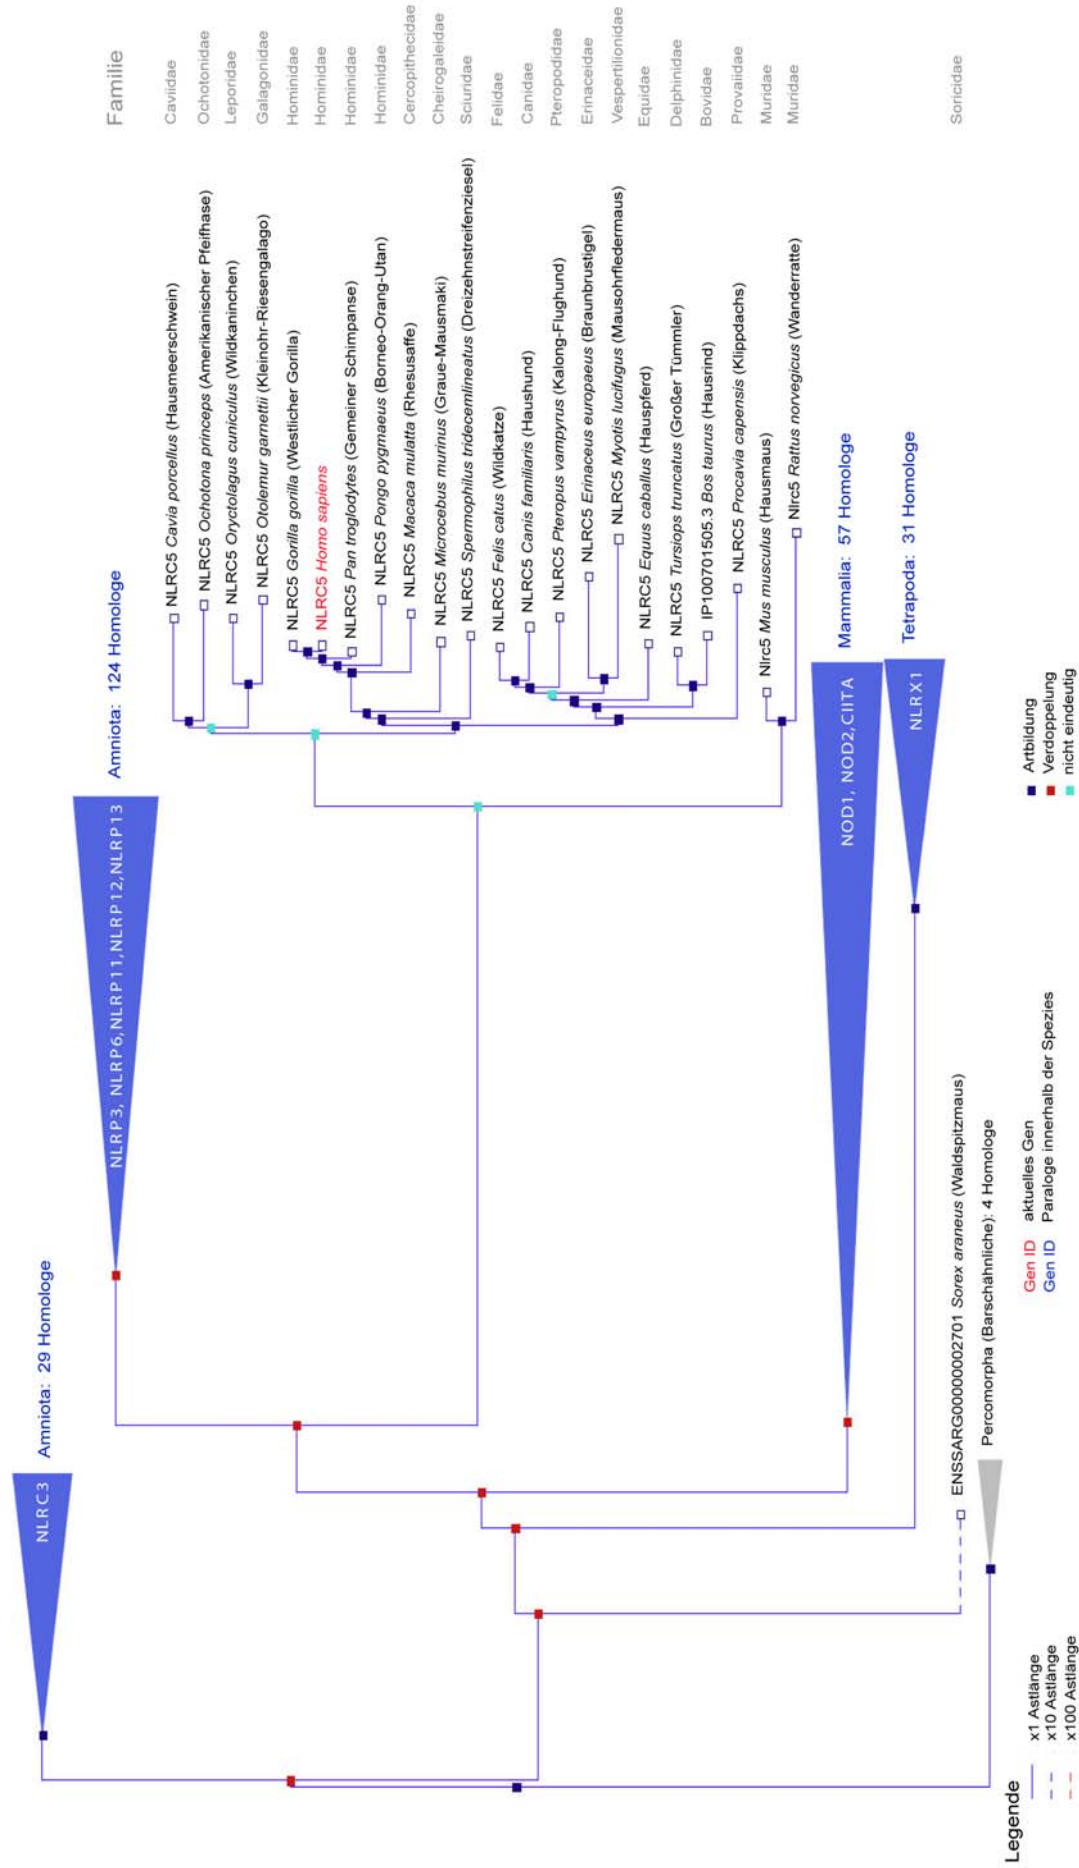 Familie
Amniota: 29 Homologe
NLRC3
Amniota: 124 Homologe
NLRP3, NLRP6,NLRP11,NLRP12,NLRP13
NLRC5 Cavia porcellus (Hausmeerschwein) Caviidae
NLRC5 Ochotona princeps (Amerikanischer Pfeifhase) Ochotonidae
NLRC5 Oryctolagus cuniculus (Wildkaninchen) Leporidae
NLRC5 Otolemur garnettii (Kleinohr-Riesengalago) Galagonidae
NLRC5 Gorilla gorilla (Westlicher Gorilla) Hominidae
NLRC5 Homo sapiens Hominidae
NLRC5 Pan troglodytes (Gemeiner Schimpanse) Hominidae
NLRC5 Pongo pygmaeus (Borneo-Orang-Utan) Hominidae
NLRC5 Macaca mulatta (Rhesusaffe) Cercopithecidae
NLRC5 Microcebus murinus (Graue-Mausmaki) Cheirogaleidae
NLRC5 Spermophilus tridecemlineatus (Dreizehnstreifenziesel) Sciuridae
NLRC5 Felis catus (Wildkatze) Felidae
NLRC5 Canis familiaris (Haushund) Canidae
NLRC5 Pteropus vampyrus (Kalong-Flughund) Pteropodidae
NLRC5 Erinaceus europaeus (Braunbrustigel) Erinaceidae
NLRC5 Myotis lucifugus (Mausohrfledermaus) Vespertilionidae
NLRC5 Equus caballus (Hauspferd) Equidae
NLRC5 Tursiops truncatus (Großer Tümmler) Delphinidae
IP100701505.3 Bos taurus (Hausrind) Bovidae
NLRC5 Procavia capensis (Klippdachs) Provaiidae
Nlrc5 Mus musculus (Hausmaus) Muridae
Nlrc5 Rattus norvegicus (Wanderratte) Muridae
Mammalia: 57 Homologe
NOD1, NOD2,CIITA
Tetrapoda: 31 Homologe
NLRX1
ENSSARG00000002701 Sorex araneus (Waldspitzmaus) Soricidae
Percomorpha (Barschähnliche): 4 Homologe
Legende
x1 Astlänge
x10 Astlänge
x100 Astlänge
Gen ID aktuelles Gen
Gen ID Paraloge innerhalb der Spezies
Artbildung
Verdoppelung
nicht eindeutig